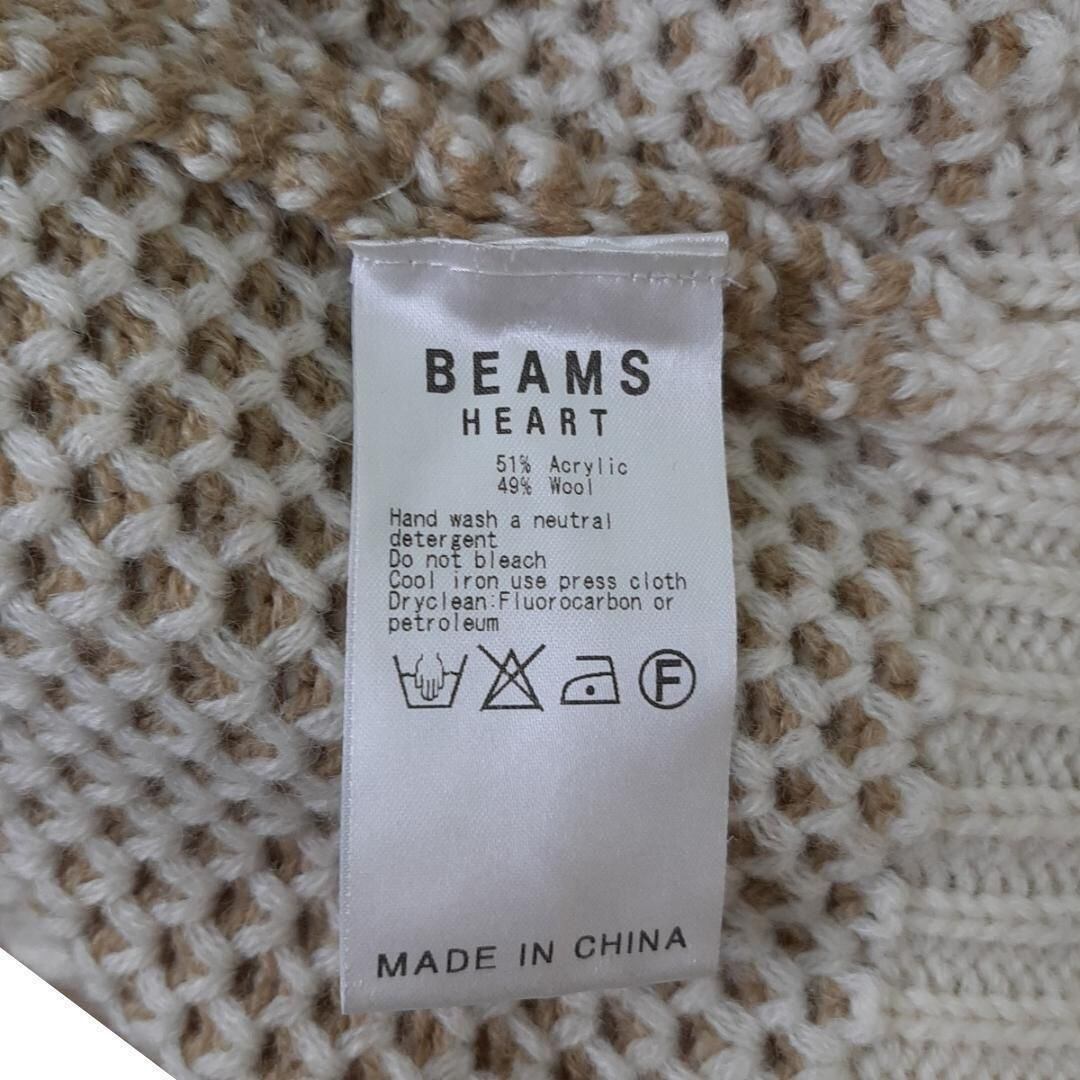 BEAMS
HEART
51% Acrylic
49% Wool
Hand wash a neutral
detergent
Do not bleach
Cool iron use press cloth
Dryclean:Fluorocarbon or
petroleum
F
MADE IN CHINA